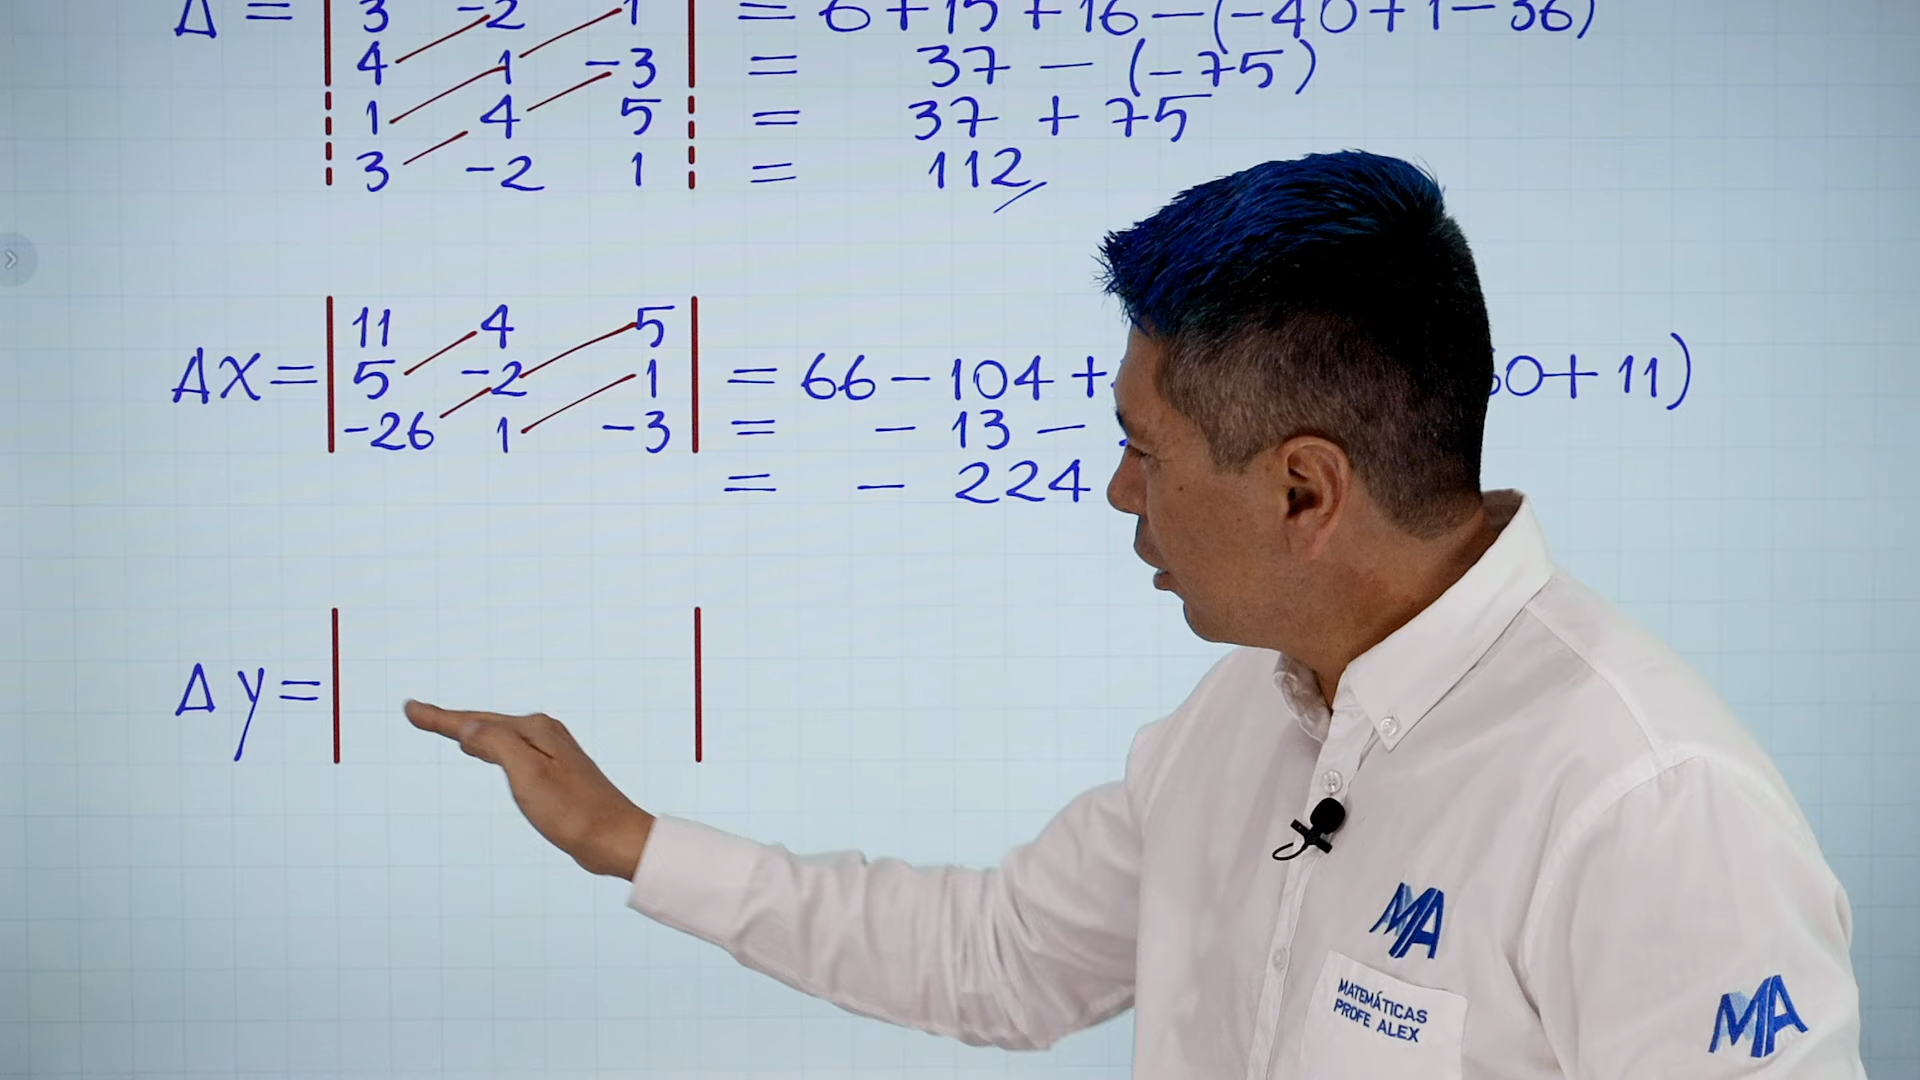 Δ = | 3 -2 1 | = 6 + 15 + 16 - (-40 + 1 - 36)
4 1 -3 = 37 - (-75)
1 4 5 = 37 + 75
3 -2 1 = 112
11 4 5
ΔX = 5 -2 1 = 66 - 104 + 50 + 11)
-26 1 -3 = - 13 -
= - 224
Δy = | |
MA
MATEMÁTICAS
PROFE ALEX
MA